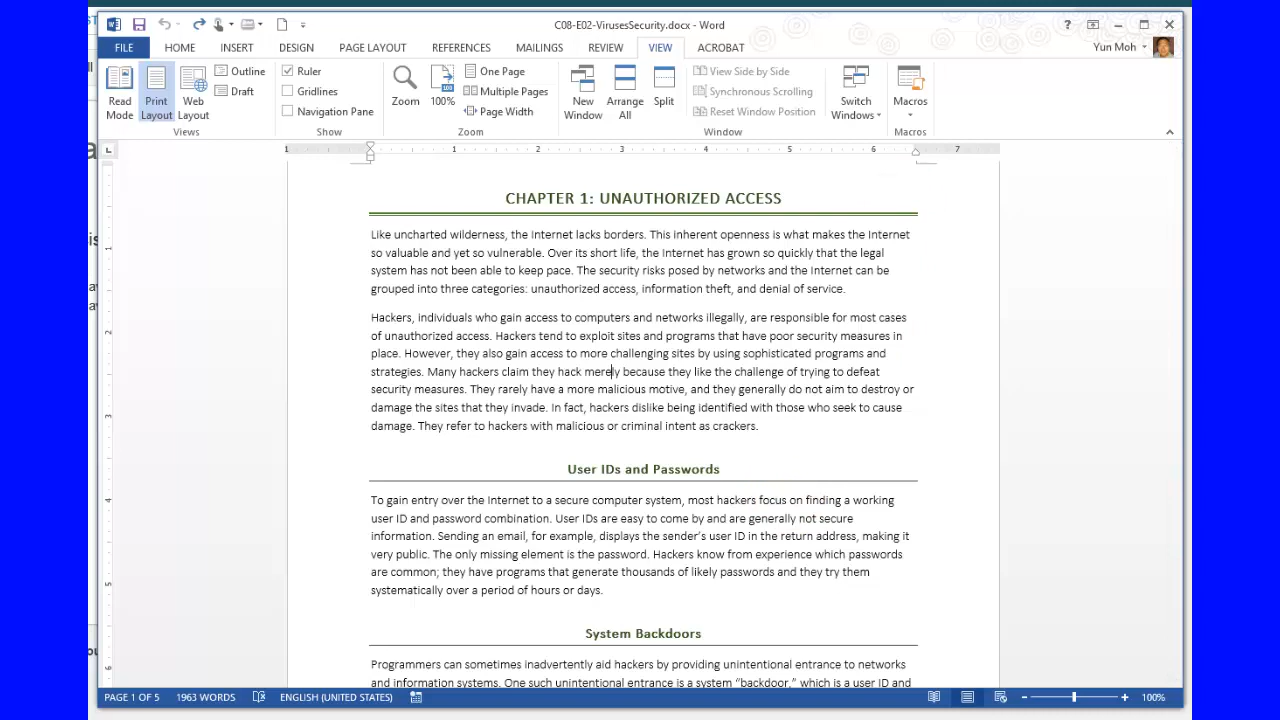 C08-E02-VirusesSecurity.docx - Word
FILE HOME INSERT DESIGN PAGE LAYOUT REFERENCES MAILINGS REVIEW VIEW ACROBAT Yun Moh
Read Mode
Print Layout
Web Layout
Outline
Draft
Views
Ruler
Gridlines
Navigation Pane
Show
Zoom
100%
One Page
Multiple Pages
Page Width
Zoom
New Window
Arrange All
Split
View Side by Side
Synchronous Scrolling
Reset Window Position
Window
Switch Windows
Macros
Macros
1 1 2 3 4 5 6 7
CHAPTER 1: UNAUTHORIZED ACCESS
Like uncharted wilderness, the Internet lacks borders. This inherent openness is what makes the Internet
so valuable and yet so vulnerable. Over its short life, the Internet has grown so quickly that the legal
system has not been able to keep pace. The security risks posed by networks and the Internet can be
grouped into three categories: unauthorized access, information theft, and denial of service.
Hackers, individuals who gain access to computers and networks illegally, are responsible for most cases
of unauthorized access. Hackers tend to exploit sites and programs that have poor security measures in
place. However, they also gain access to more challenging sites by using sophisticated programs and
strategies. Many hackers claim they hack merely because they like the challenge of trying to defeat
security measures. They rarely have a more malicious motive, and they generally do not aim to destroy or
damage the sites that they invade. In fact, hackers dislike being identified with those who seek to cause
damage. They refer to hackers with malicious or criminal intent as crackers.
User IDs and Passwords
To gain entry over the Internet to a secure computer system, most hackers focus on finding a working
user ID and password combination. User IDs are easy to come by and are generally not secure
information. Sending an email, for example, displays the sender's user ID in the return address, making it
very public. The only missing element is the password. Hackers know from experience which passwords
are common; they have programs that generate thousands of likely passwords and they try them
systematically over a period of hours or days.
System Backdoors
Programmers can sometimes inadvertently aid hackers by providing unintentional entrance to networks
and information systems. One such unintentional entrance is a system “backdoor,” which is a user ID and
1
2
3
4
5
6
PAGE 1 OF 5 1963 WORDS ENGLISH (UNITED STATES) 100%